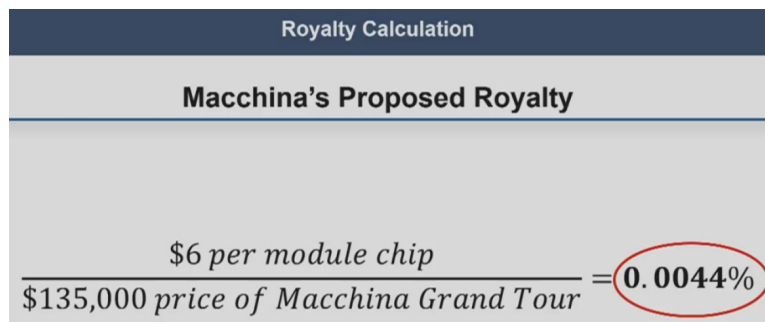 Royalty Calculation
Macchina's Proposed Royalty
$6 per module chip
$135,000 price of Macchina Grand Tour
= 0.0044%